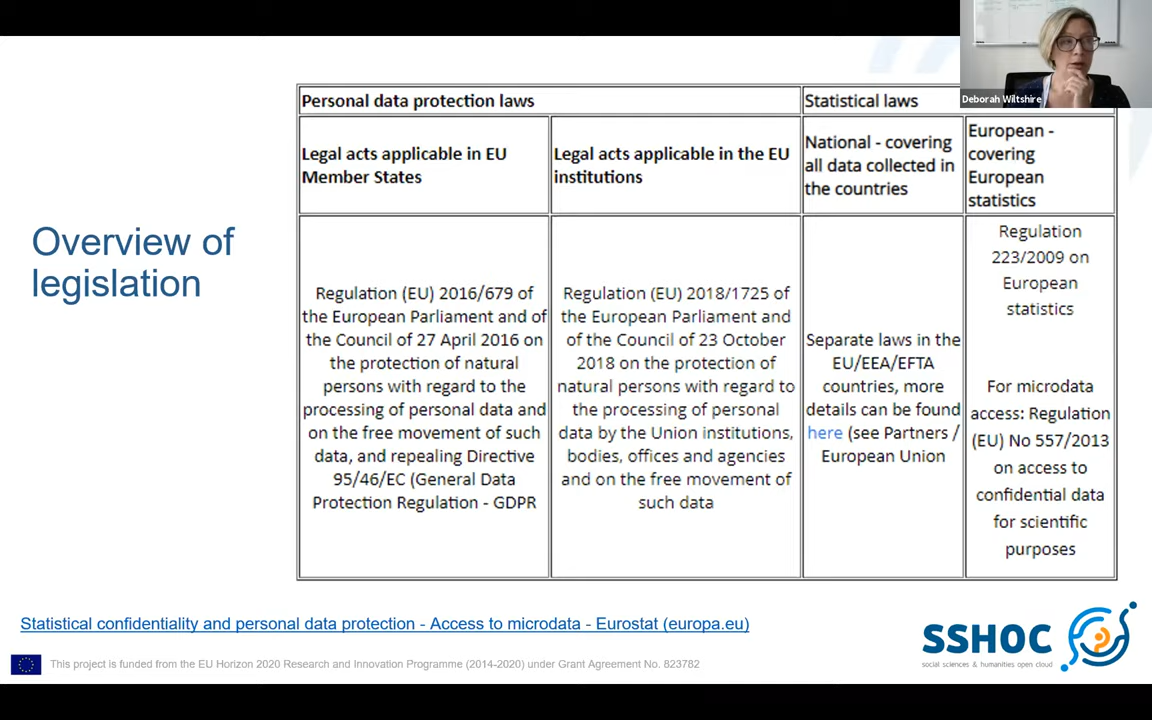 Deborah Wiltshire
Overview of
legislation
Personal data protection laws
Statistical laws
Legal acts applicable in EU
Member States
Legal acts applicable in the EU
institutions
National - covering
all data collected in
the countries
European -
covering
European
statistics
Regulation (EU) 2016/679 of
the European Parliament and of
the Council of 27 April 2016 on
the protection of natural
persons with regard to the
processing of personal data and
on the free movement of such
data, and repealing Directive
95/46/EC (General Data
Protection Regulation - GDPR
Regulation (EU) 2018/1725 of
the European Parliament and
of the Council of 23 October
2018 on the protection of
natural persons with regard to
the processing of personal
data by the Union institutions,
bodies, offices and agencies
and on the free movement of
such data
Separate laws in the
EU/EEA/EFTA
countries, more
details can be found
here (see Partners /
European Union
Regulation
223/2009 on
European
statistics
For microdata
access: Regulation
(EU) No 557/2013
on access to
confidential data
for scientific
purposes
Statistical confidentiality and personal data protection - Access to microdata - Eurostat (europa.eu)
This project is funded from the EU Horizon 2020 Research and Innovation Programme (2014-2020) under Grant Agreement No. 823782
SSHOC
social sciences & humanities open cloud